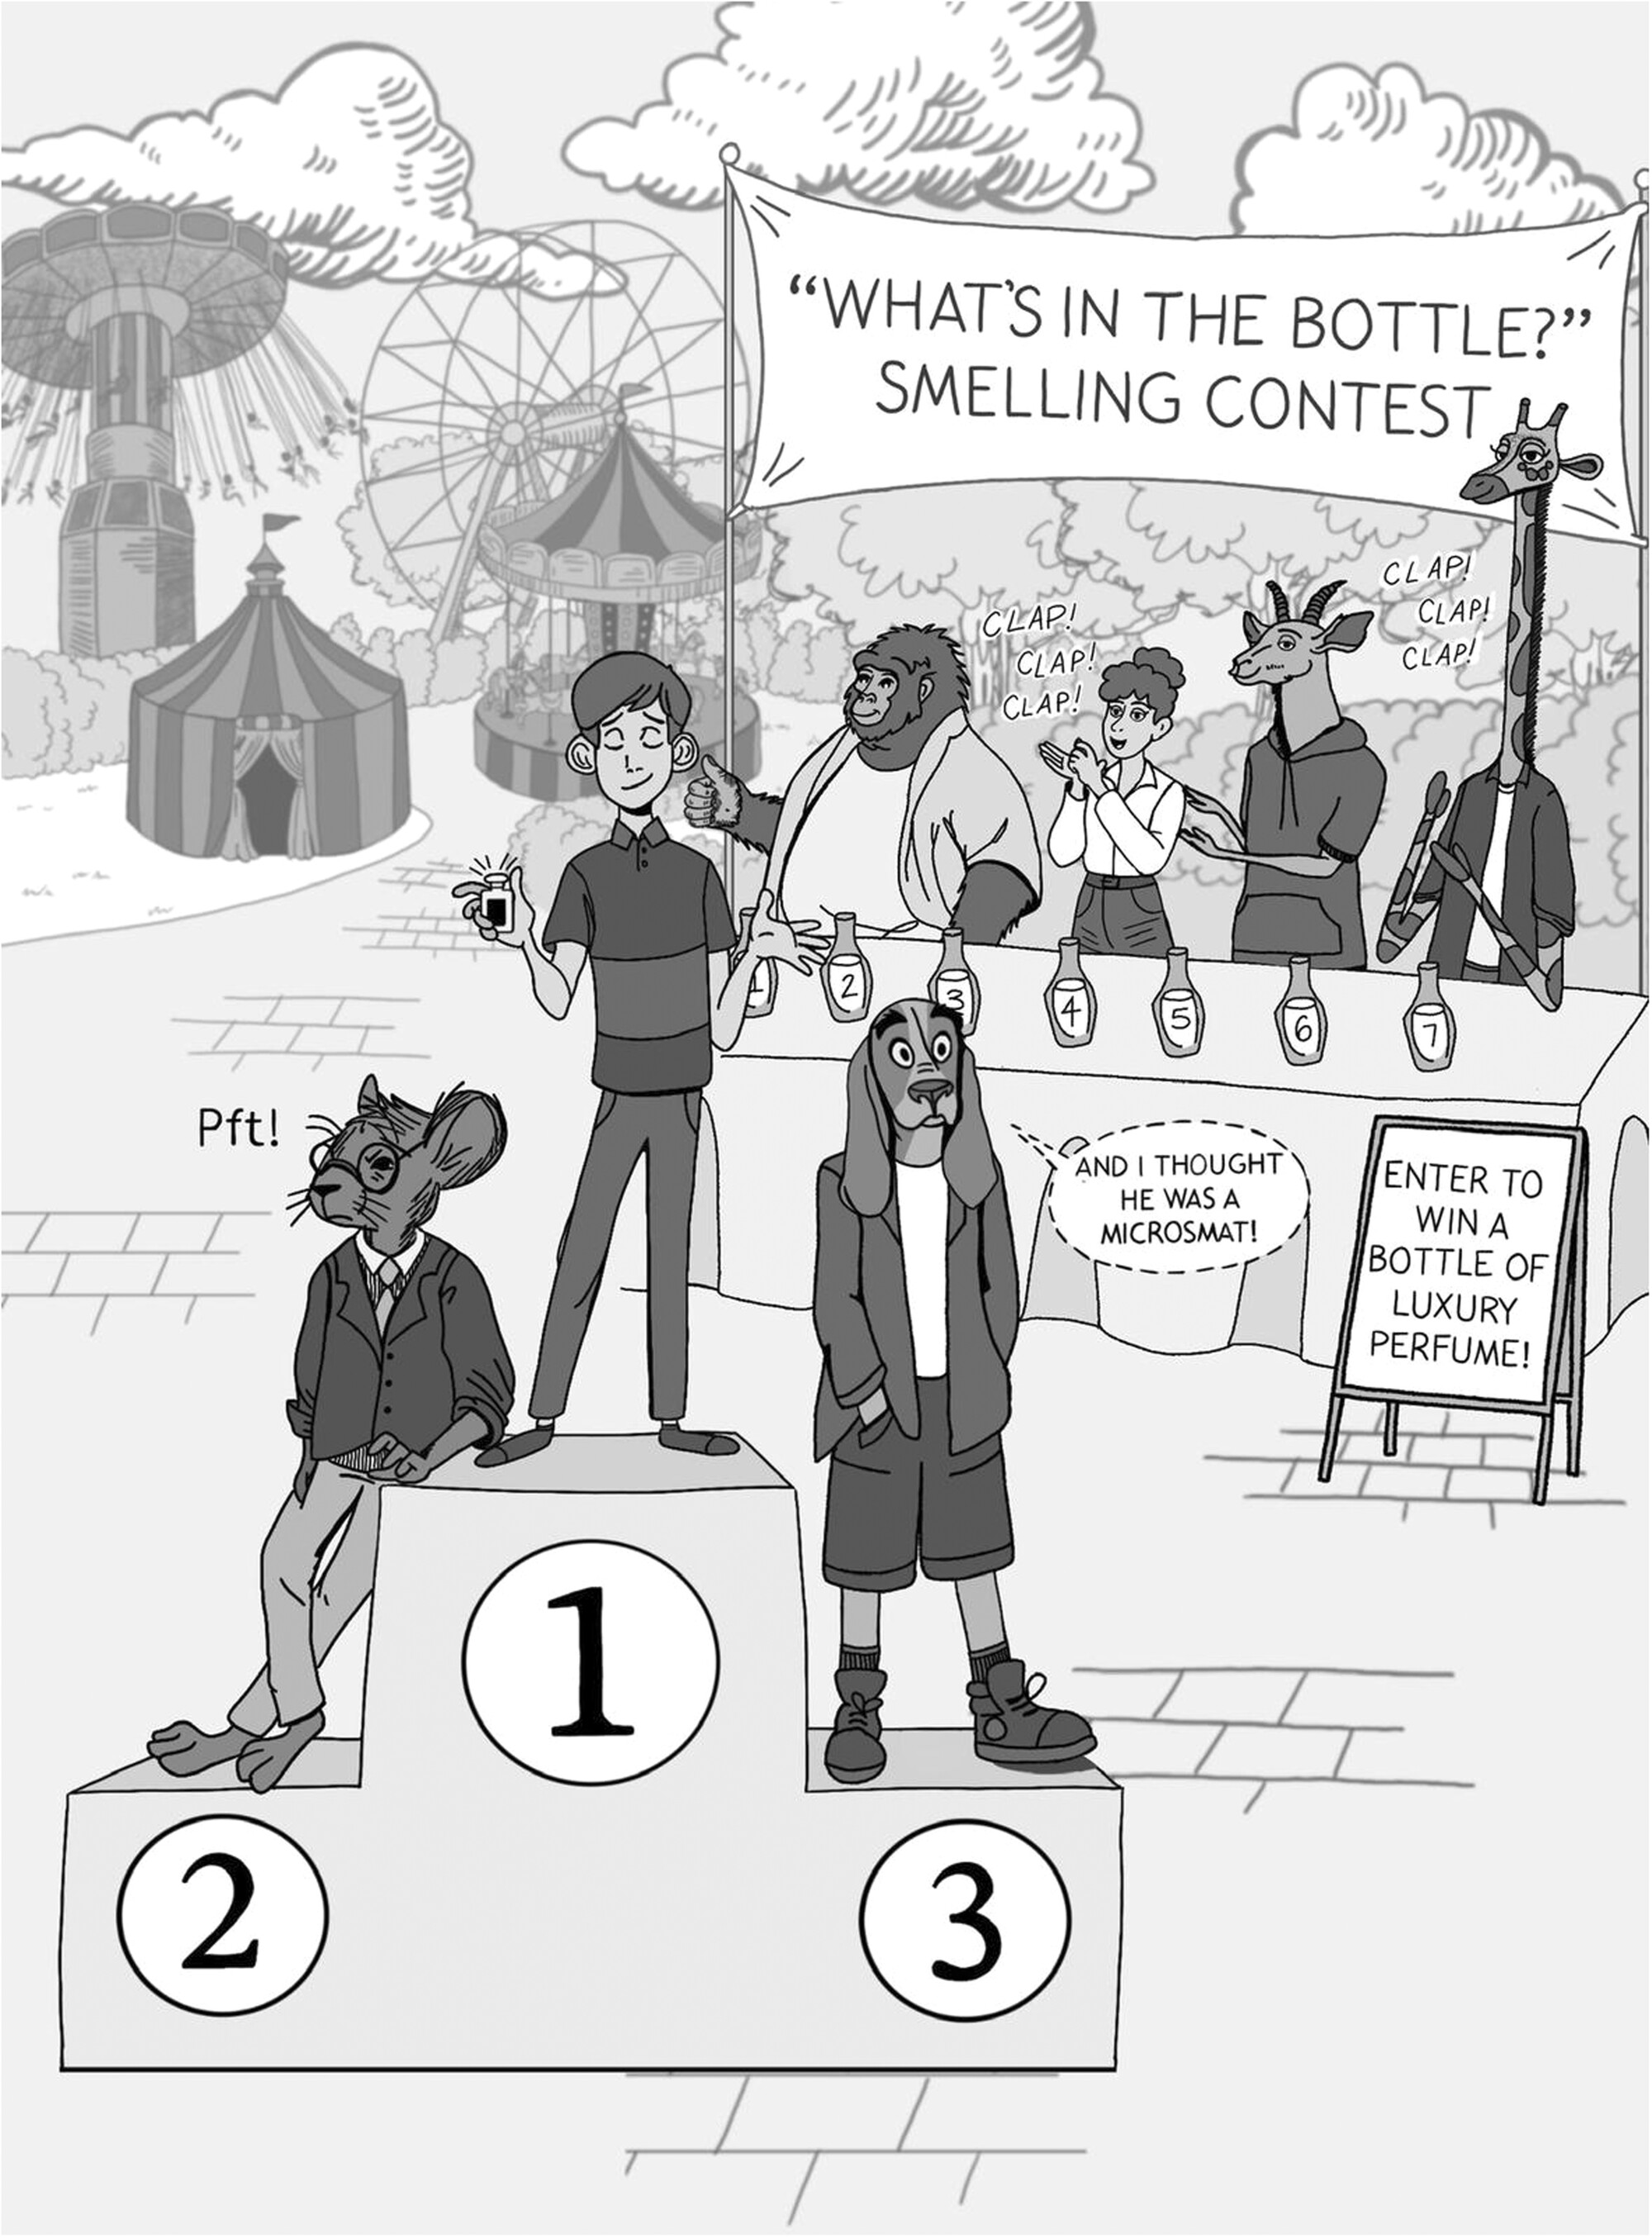 “WHAT'S IN THE BOTTLE?”
SMELLING CONTEST
CLAP!
CLAP!
CLAP!
CLAP!
CLAP!
CLAP!
1
2
3
4
5
6
7
Pft!
AND I THOUGHT
HE WAS A
MICROSMAT!
ENTER TO
WIN A
BOTTLE OF
LUXURY
PERFUME!
1
2
3